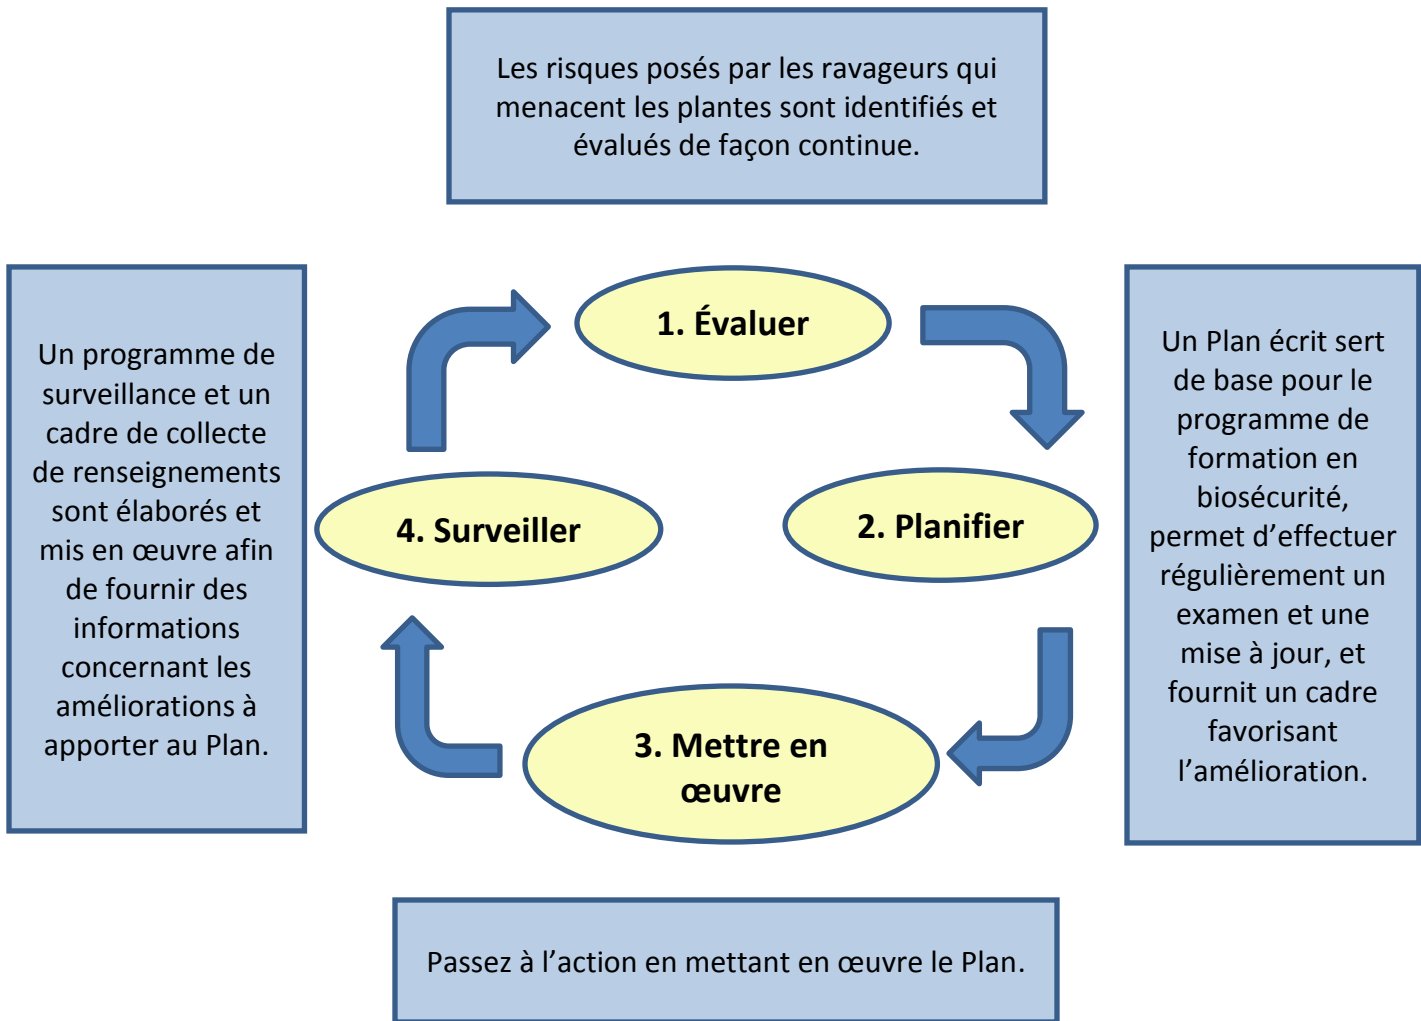 Les risques posés par les ravageurs qui
menacent les plantes sont identifiés et
évalués de façon continue.
1. Évaluer
Un Plan écrit sert
de base pour le
programme de
formation en
biosécurité,
permet d’effectuer
régulièrement un
examen et une
mise à jour, et
fournit un cadre
favorisant
l’amélioration.
2. Planifier
3. Mettre en
œuvre
Passez à l’action en mettant en œuvre le Plan.
4. Surveiller
Un programme de
surveillance et un
cadre de collecte
de renseignements
sont élaborés et
mis en œuvre afin
de fournir des
informations
concernant les
améliorations à
apporter au Plan.